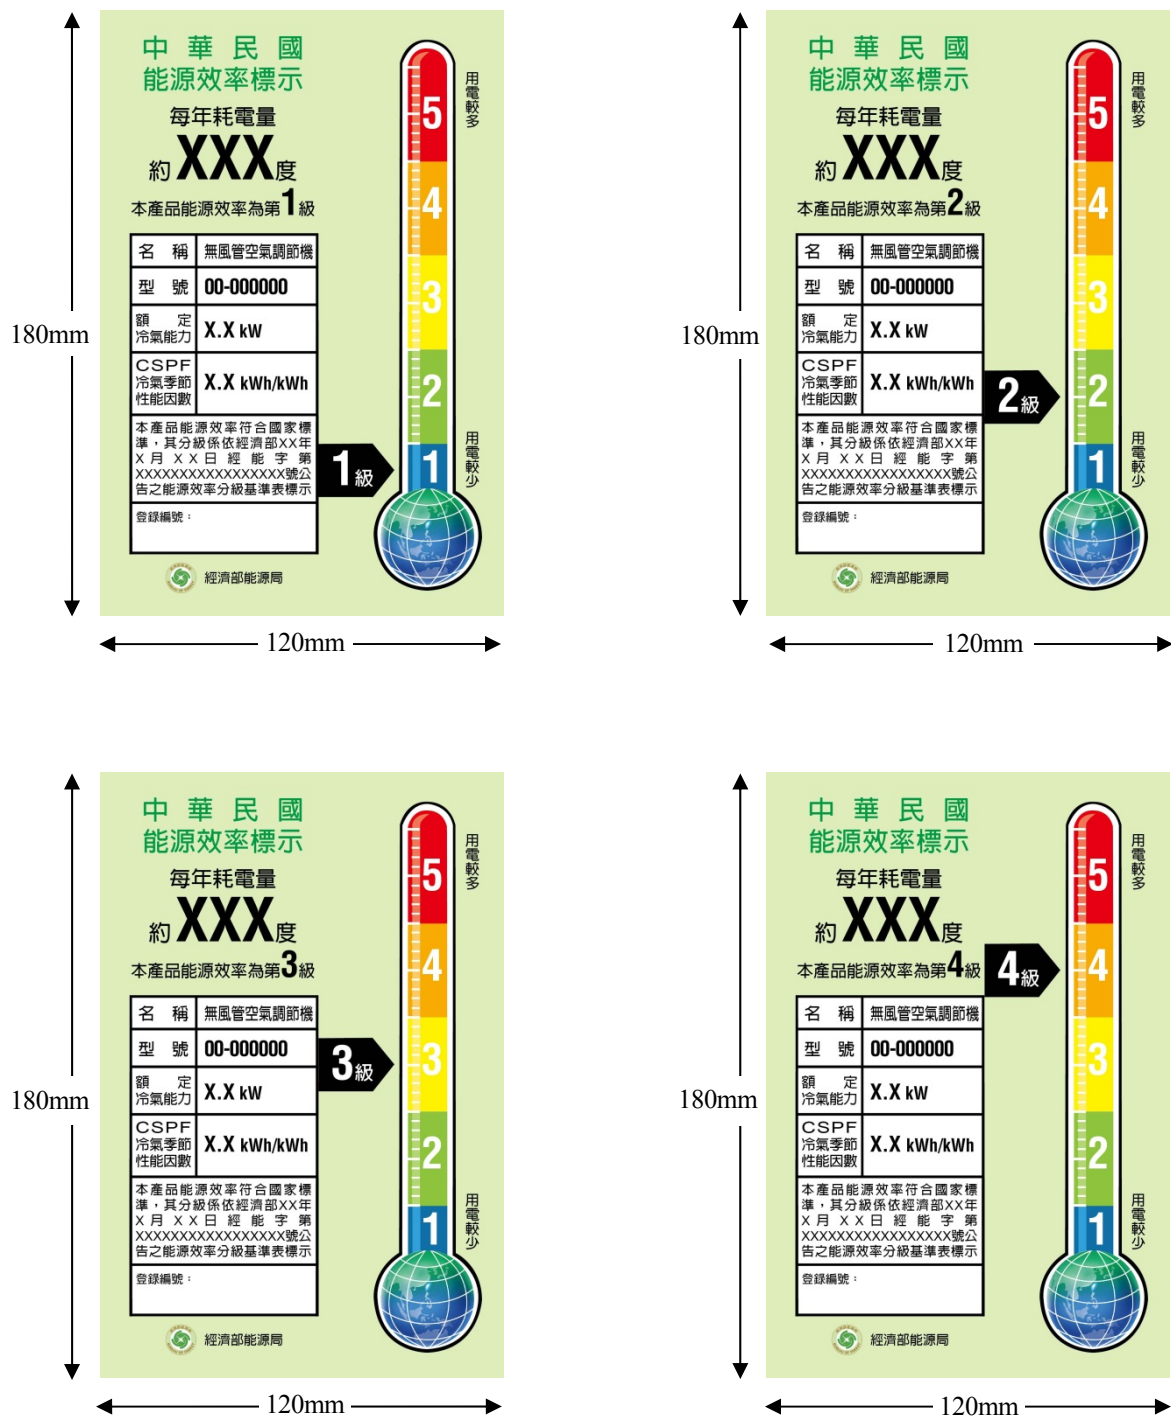 180mm
中華民國
能源效率標示
每年耗電量
約XXX度
本產品能源效率為第1級
名稱 無風管空氣調節機
型號 00-000000
額定冷氣能力 X.X kW
CSPF
冷氣季節性能因數 X.X kWh/kWh
本產品能源效率符合國家標
準,其分級係依經濟部XX年
X月XX日經能字第
XXXXXXXXXXXXXXXXX號公
告之能源效率分級基準表標示
登錄編號:
經濟部能源局
1級
用電較多
5
4
3
2
1
用電較少
120mm
180mm
中華民國
能源效率標示
每年耗電量
約XXX度
本產品能源效率為第2級
名稱 無風管空氣調節機
型號 00-000000
額定冷氣能力 X.X kW
CSPF
冷氣季節性能因數 X.X kWh/kWh
本產品能源效率符合國家標
準,其分級係依經濟部XX年
X月XX日經能字第
XXXXXXXXXXXXXXXXX號公
告之能源效率分級基準表標示
登錄編號:
經濟部能源局
2級
用電較多
5
4
3
2
1
用電較少
120mm
180mm
中華民國
能源效率標示
每年耗電量
約XXX度
本產品能源效率為第3級
名稱 無風管空氣調節機
型號 00-000000
額定冷氣能力 X.X kW
CSPF
冷氣季節性能因數 X.X kWh/kWh
本產品能源效率符合國家標
準,其分級係依經濟部XX年
X月XX日經能字第
XXXXXXXXXXXXXXXXX號公
告之能源效率分級基準表標示
登錄編號:
經濟部能源局
3級
用電較多
5
4
3
2
1
用電較少
120mm
180mm
中華民國
能源效率標示
每年耗電量
約XXX度
本產品能源效率為第4級
名稱 無風管空氣調節機
型號 00-000000
額定冷氣能力 X.X kW
CSPF
冷氣季節性能因數 X.X kWh/kWh
本產品能源效率符合國家標
準,其分級係依經濟部XX年
X月XX日經能字第
XXXXXXXXXXXXXXXXX號公
告之能源效率分級基準表標示
登錄編號:
經濟部能源局
4級
用電較多
5
4
3
2
1
用電較少
120mm